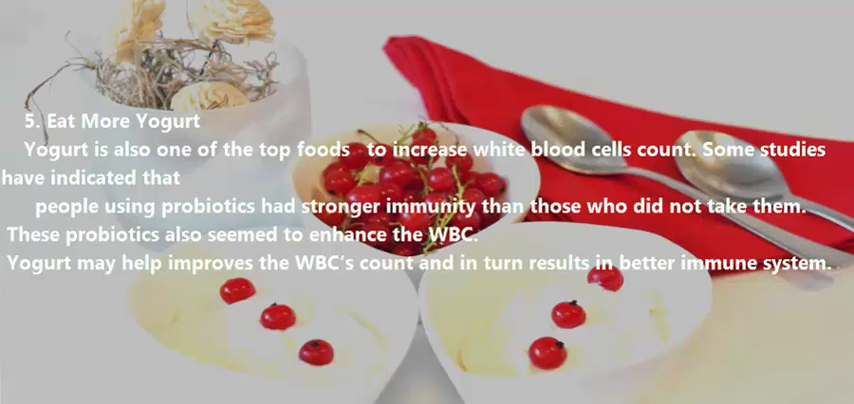 5. Eat More Yogurt
Yogurt is also one of the top foods to increase white blood cells count. Some studies
have indicated that
people using probiotics had stronger immunity than those who did not take them.
These probiotics also seemed to enhance the WBC.
Yogurt may help improves the WBC's count and in turn results in better immune system.